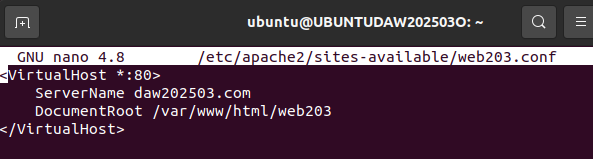 ubuntu@UBUNTUDAW202503O: ~
GNU nano 4.8 /etc/apache2/sites-available/web203.conf
<VirtualHost *:80>
ServerName daw202503.com
DocumentRoot /var/www/html/web203
</VirtualHost>